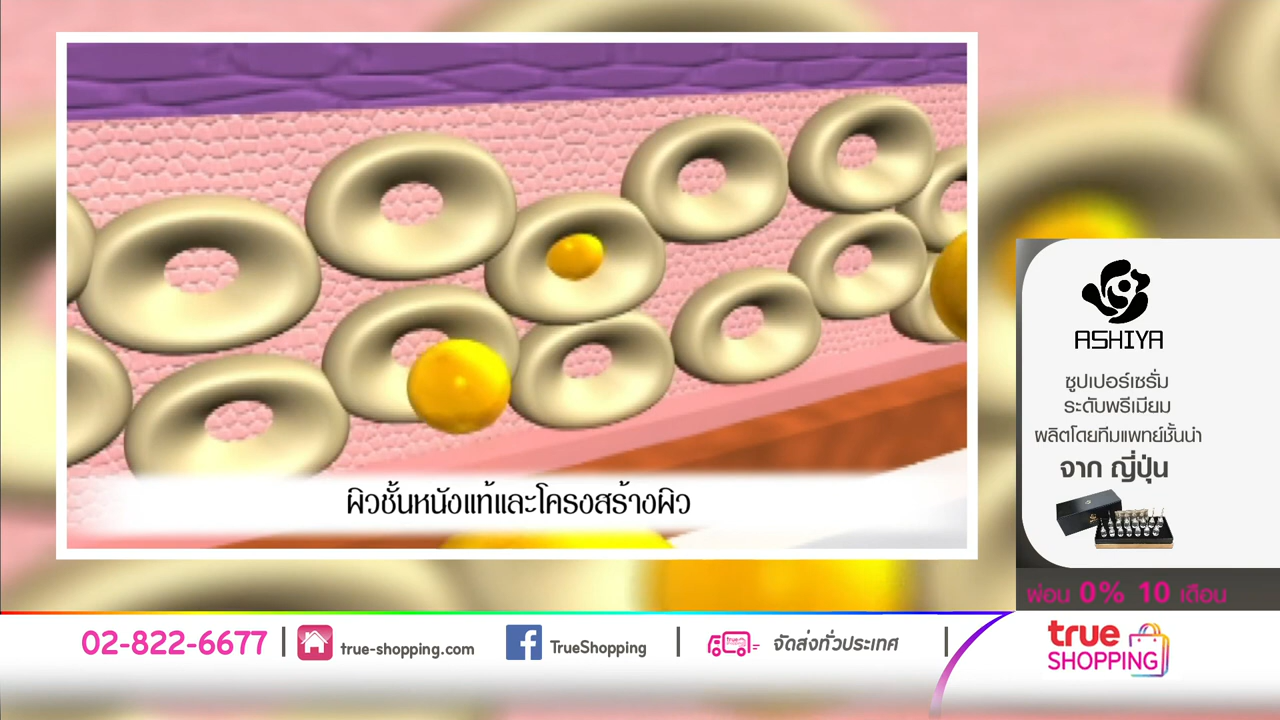 ผิวชั้นหนังแท้และโครงสร้างผิว
ASHIYA
ซูปเปอร์เซรั่ม
ระดับพรีเมียม
ผลิตโดยทีมแพทย์ชั้นนำ
จาก ญี่ปุ่น
ผ่อน 0% 10 เดือน
02-822-6677
true-shopping.com
TrueShopping
จัดส่งทั่วประเทศ
true
SHOPPING